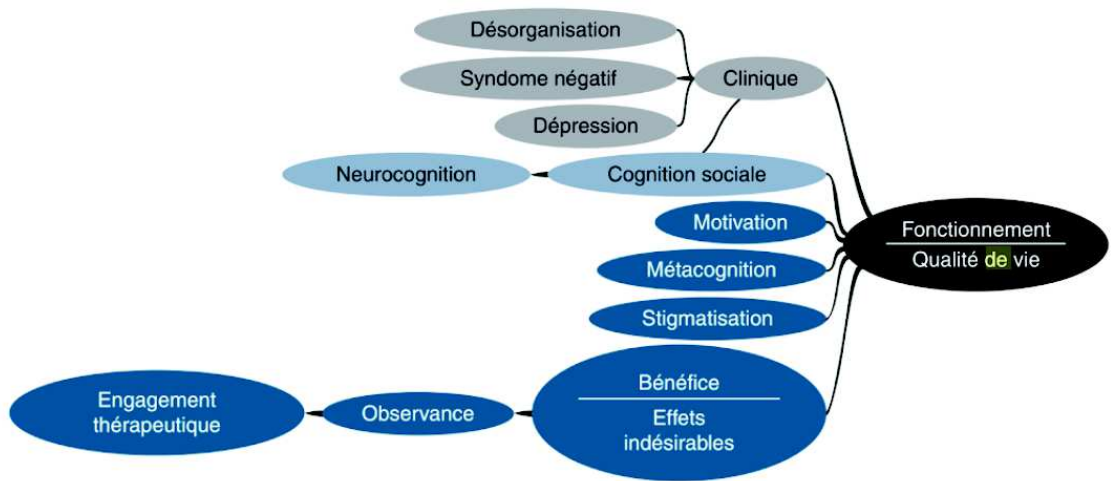 Désorganisation
Syndome négatif
Clinique
Dépression
Neurocognition
Cognition sociale
Motivation
Fonctionnement
Qualité de vie
Métacognition
Stigmatisation
Bénéfice
Effets
indésirables
Observance
Engagement
thérapeutique